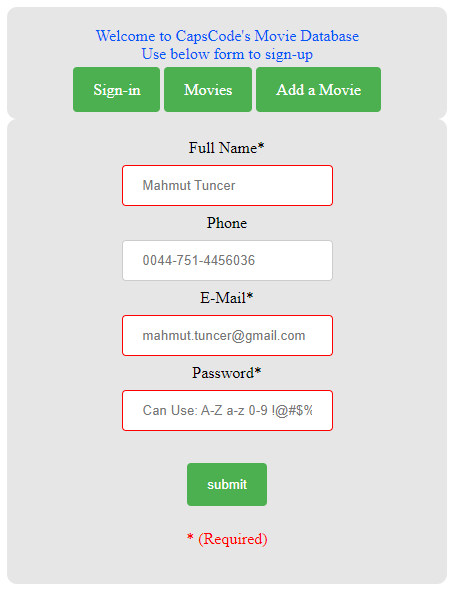 Welcome to CapsCode's Movie Database
Use below form to sign-up
Sign-in Movies Add a Movie
Full Name*
Mahmut Tuncer
Phone
0044-751-4456036
E-Mail*
mahmut.tuncer@gmail.com
Password*
Can Use: A-Z a-z 0-9 !@#$%
submit
* (Required)